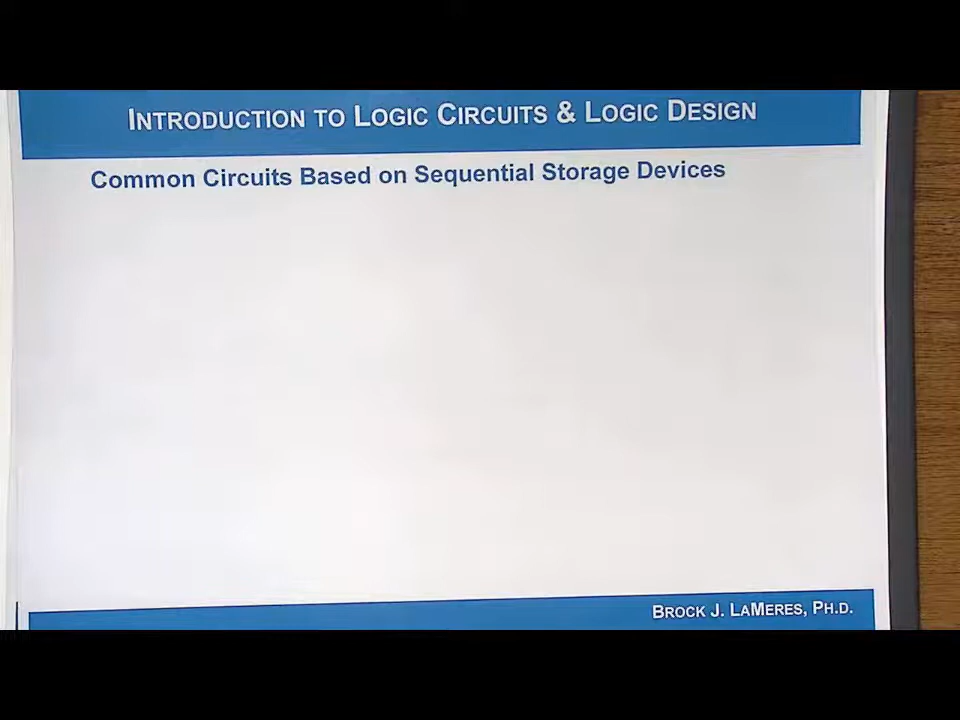 INTRODUCTION TO LOGIC CIRCUITS & LOGIC DESIGN
Common Circuits Based on Sequential Storage Devices
BROCK J. LAMERES, PH.D.